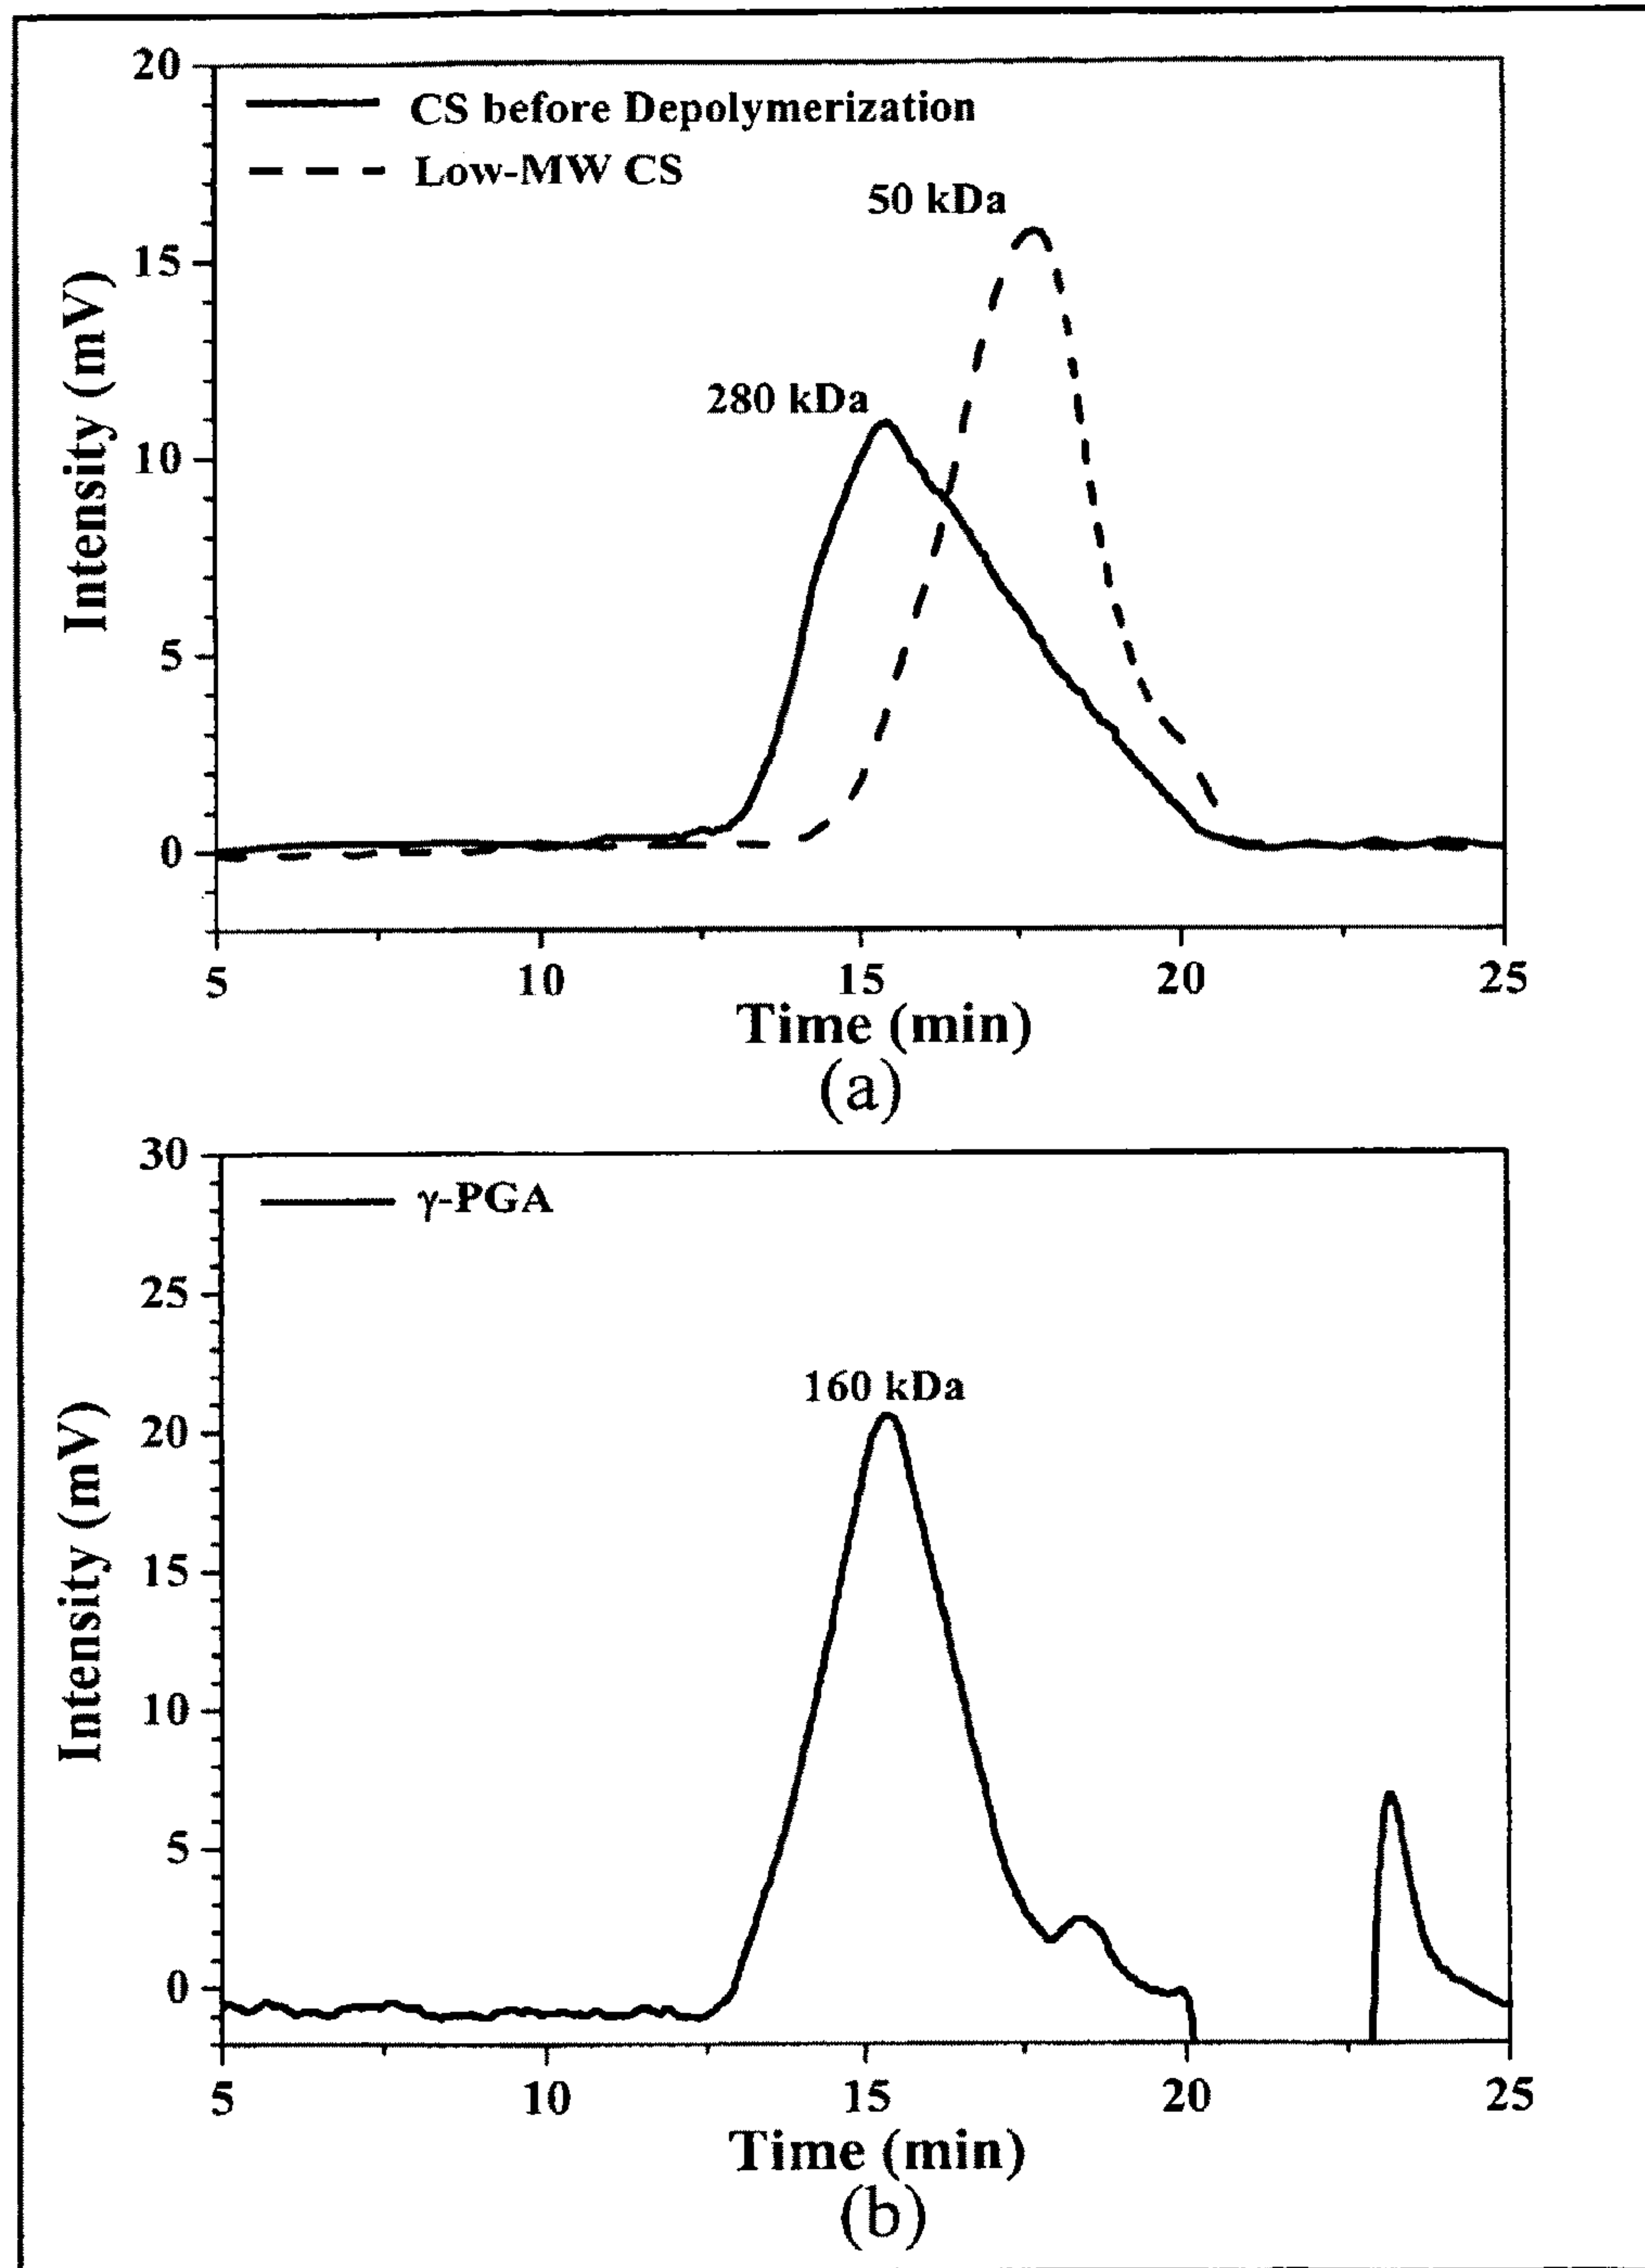 20
CS before Depolymerization
Low-MW CS
50 kDa
15
280 kDa
10
5
0
Intensity (mV)
5 10 15 20 25
Time (min)
(a)
30
γ-PGA
25
160 kDa
20
15
10
5
0
Intensity (mV)
5 10 15 20 25
Time (min)
(b)